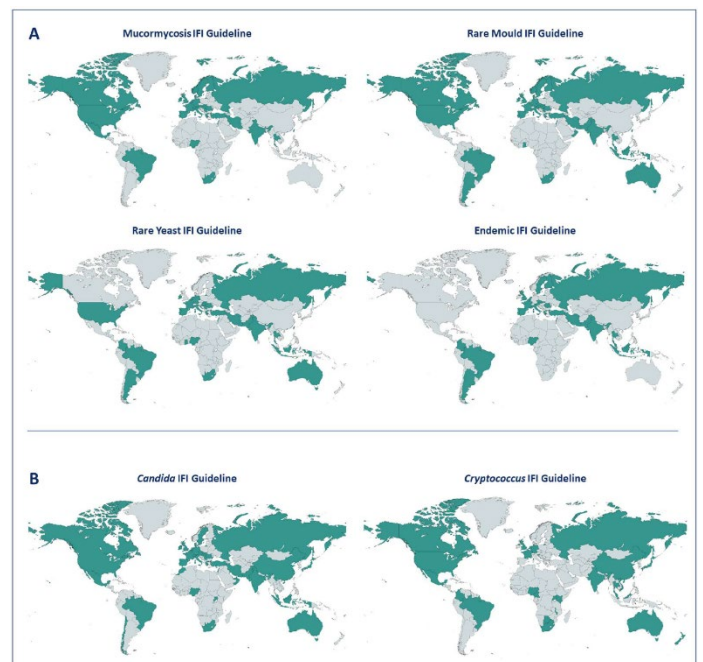 A
Mucormycosis IFI Guideline
Rare Mould IFI Guideline
Rare Yeast IFI Guideline
Endemic IFI Guideline
B
Candida IFI Guideline
Cryptococcus IFI Guideline